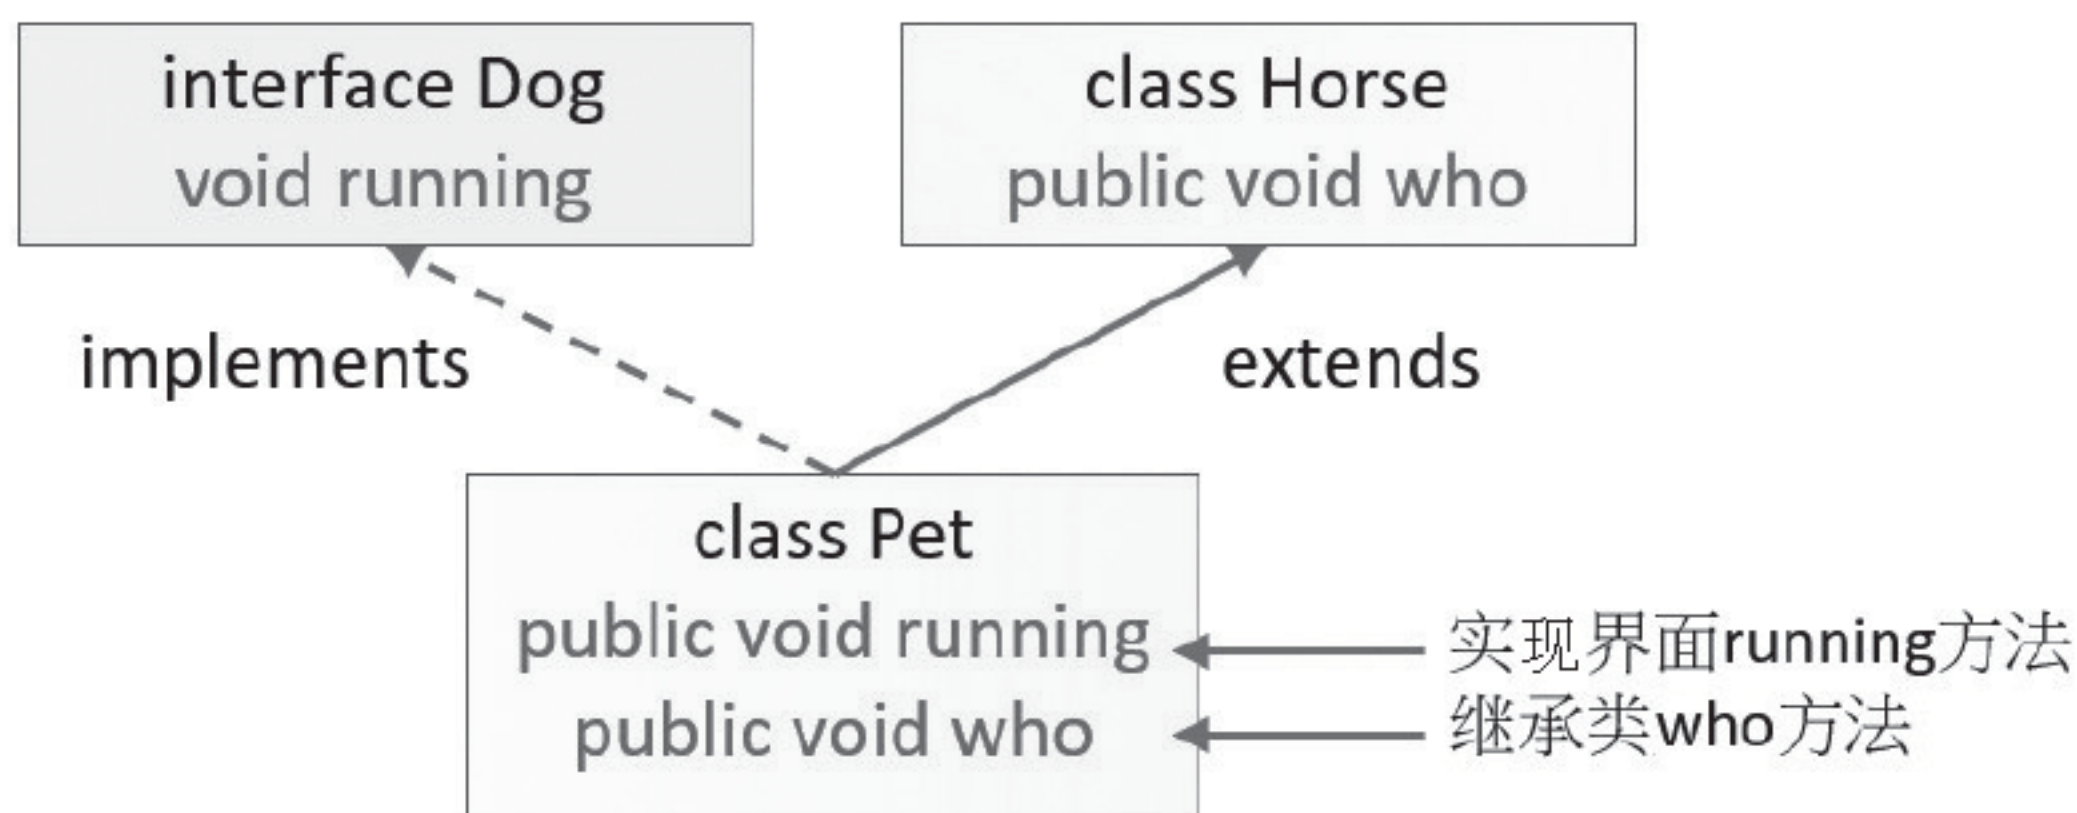 interface Dog
void running
class Horse
public void who
implements
extends
class Pet
public void running
public void who
实现界面running方法
继承类who方法